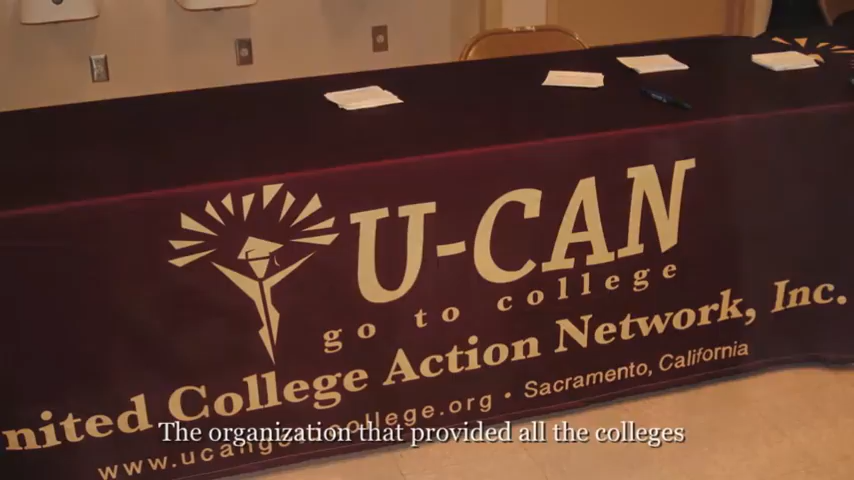 U-CAN
go to college
nited College Action Network, Inc.
college.org • Sacramento, California
The organization that provided all the colleges